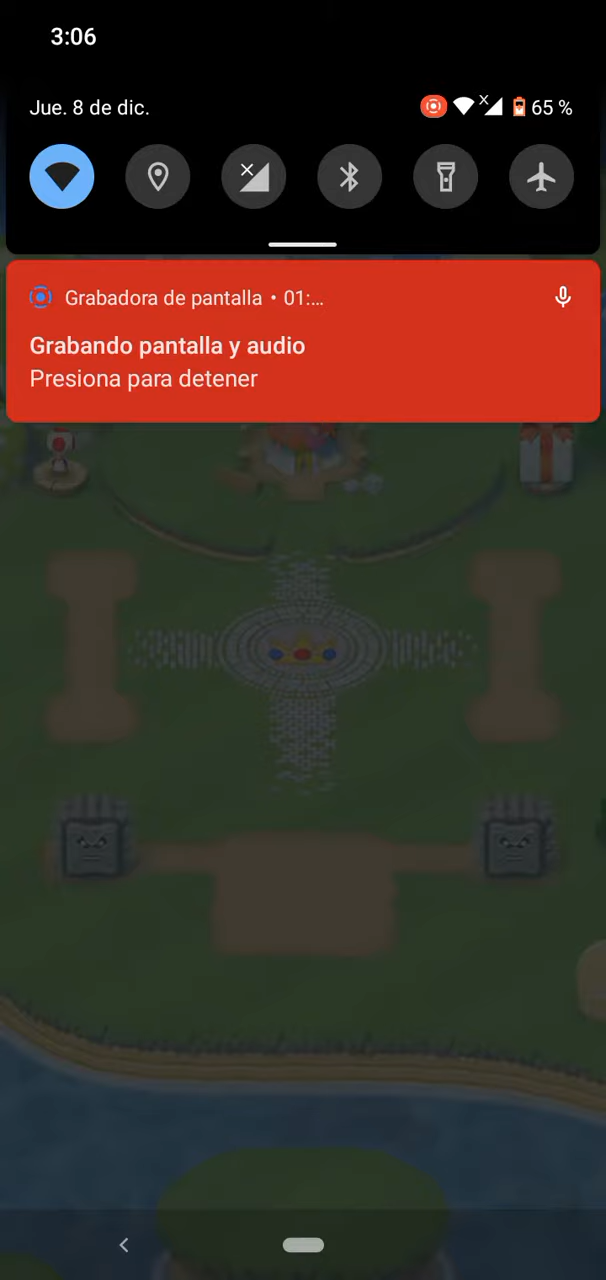 3:06
Jue. 8 de dic.
65 %
Grabadora de pantalla • 01:...
Grabando pantalla y audio
Presiona para detener